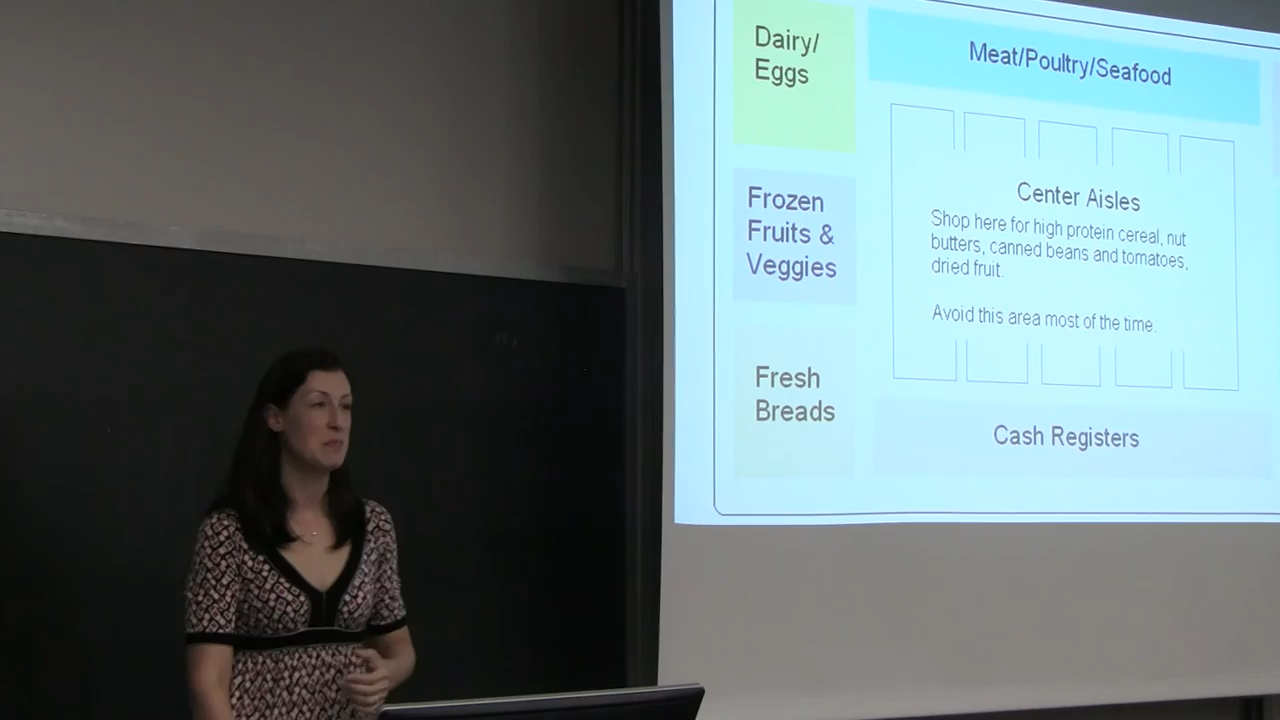 Dairy/
Eggs
Meat/Poultry/Seafood
Frozen
Fruits &
Veggies
Center Aisles
Shop here for high protein cereal, nut
butters, canned beans and tomatoes,
dried fruit.
Avoid this area most of the time.
Fresh
Breads
Cash Registers